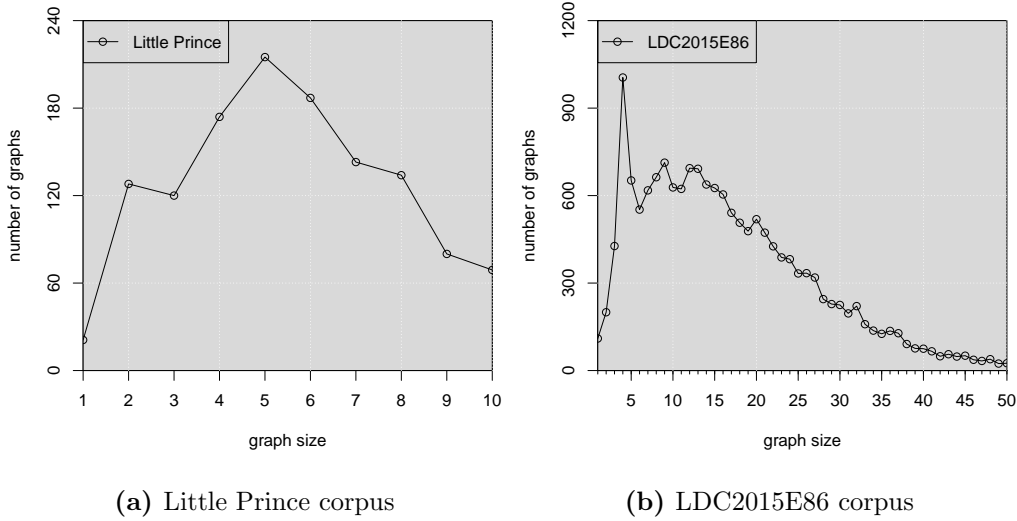 Little Prince
number of graphs
0
60
120
180
240
1 2 3 4 5 6 7 8 9 10
graph size
(a) Little Prince corpus
LDC2015E86
number of graphs
0
300
600
900
1200
5 10 15 20 25 30 35 40 45 50
graph size
(b) LDC2015E86 corpus